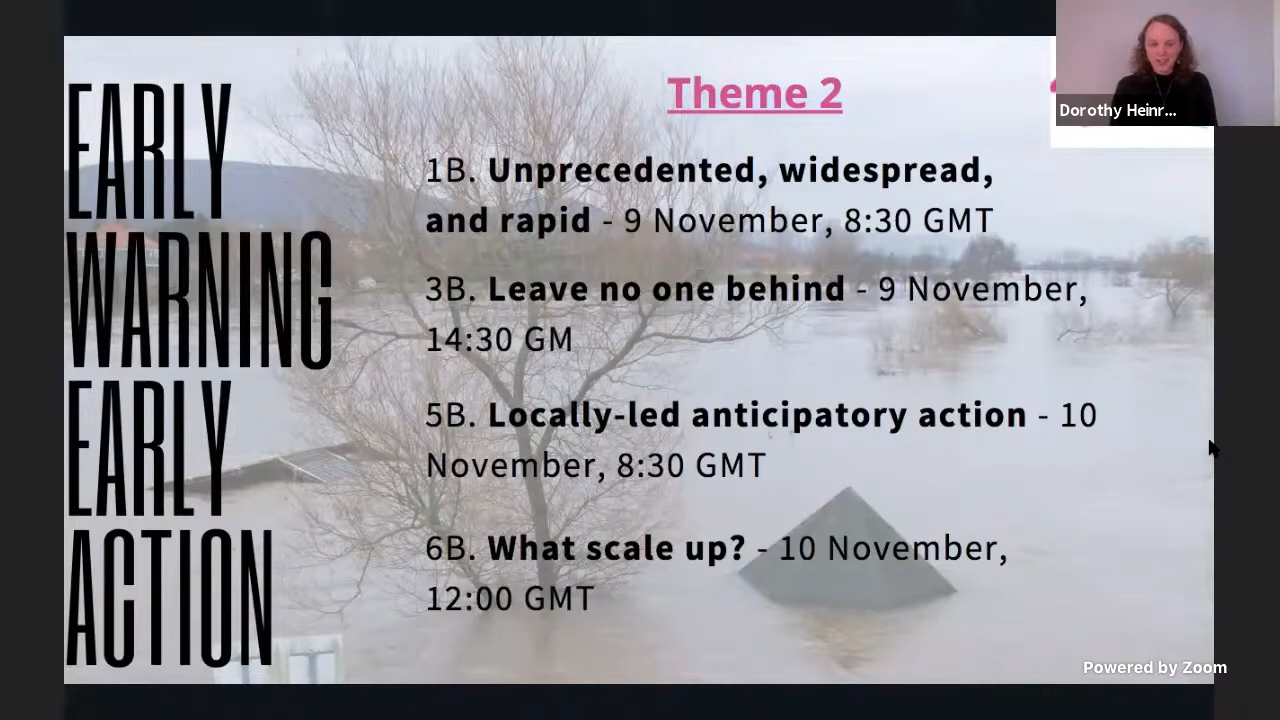 EARLY
WARNING
EARLY
ACTION
Theme 2
1B. Unprecedented, widespread,
and rapid - 9 November, 8:30 GMT
3B. Leave no one behind - 9 November,
14:30 GM
5B. Locally-led anticipatory action - 10
November, 8:30 GMT
6B. What scale up? - 10 November,
12:00 GMT
Dorothy Heinr...
Powered by Zoom